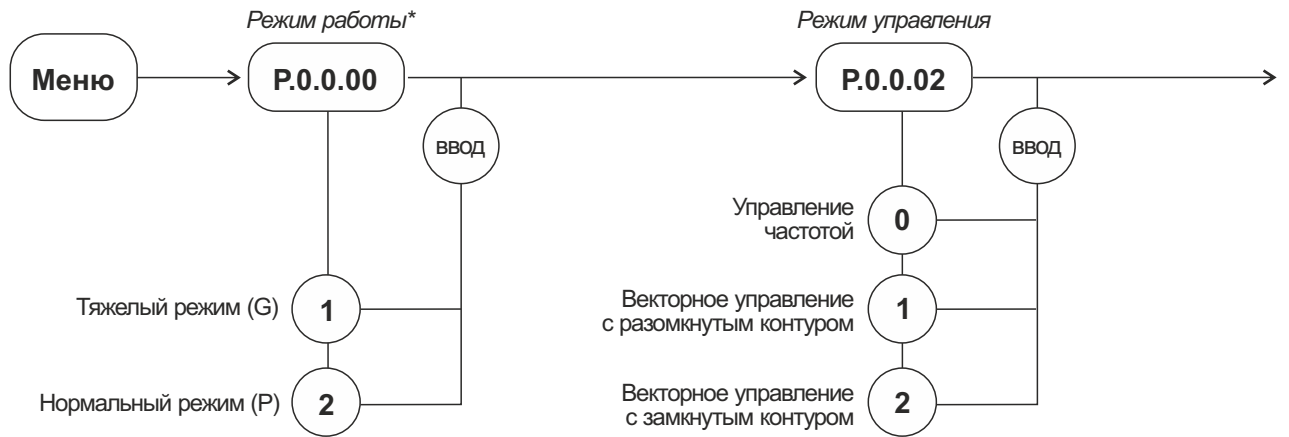 Режим работы*
Режим управления
Меню
P.0.0.00
P.0.0.02
ввод
ввод
Управление
частотой
0
Тяжелый режим (G)
1
Векторное управление
с разомкнутым контуром
1
Нормальный режим (P)
2
Векторное управление
с замкнутым контуром
2